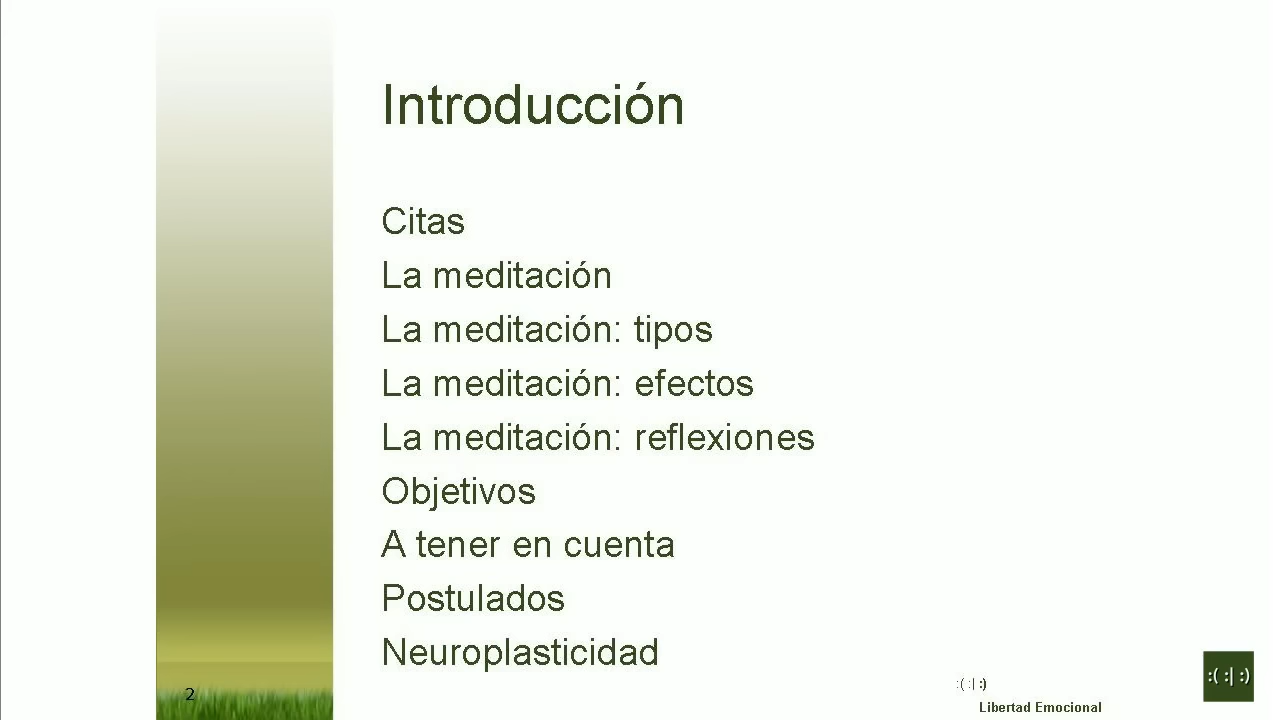 Introducción
Citas
La meditación
La meditación: tipos
La meditación: efectos
La meditación: reflexiones
Objetivos
A tener en cuenta
Postulados
Neuroplasticidad
2
:( :| :)
Libertad Emocional
:( :| :)